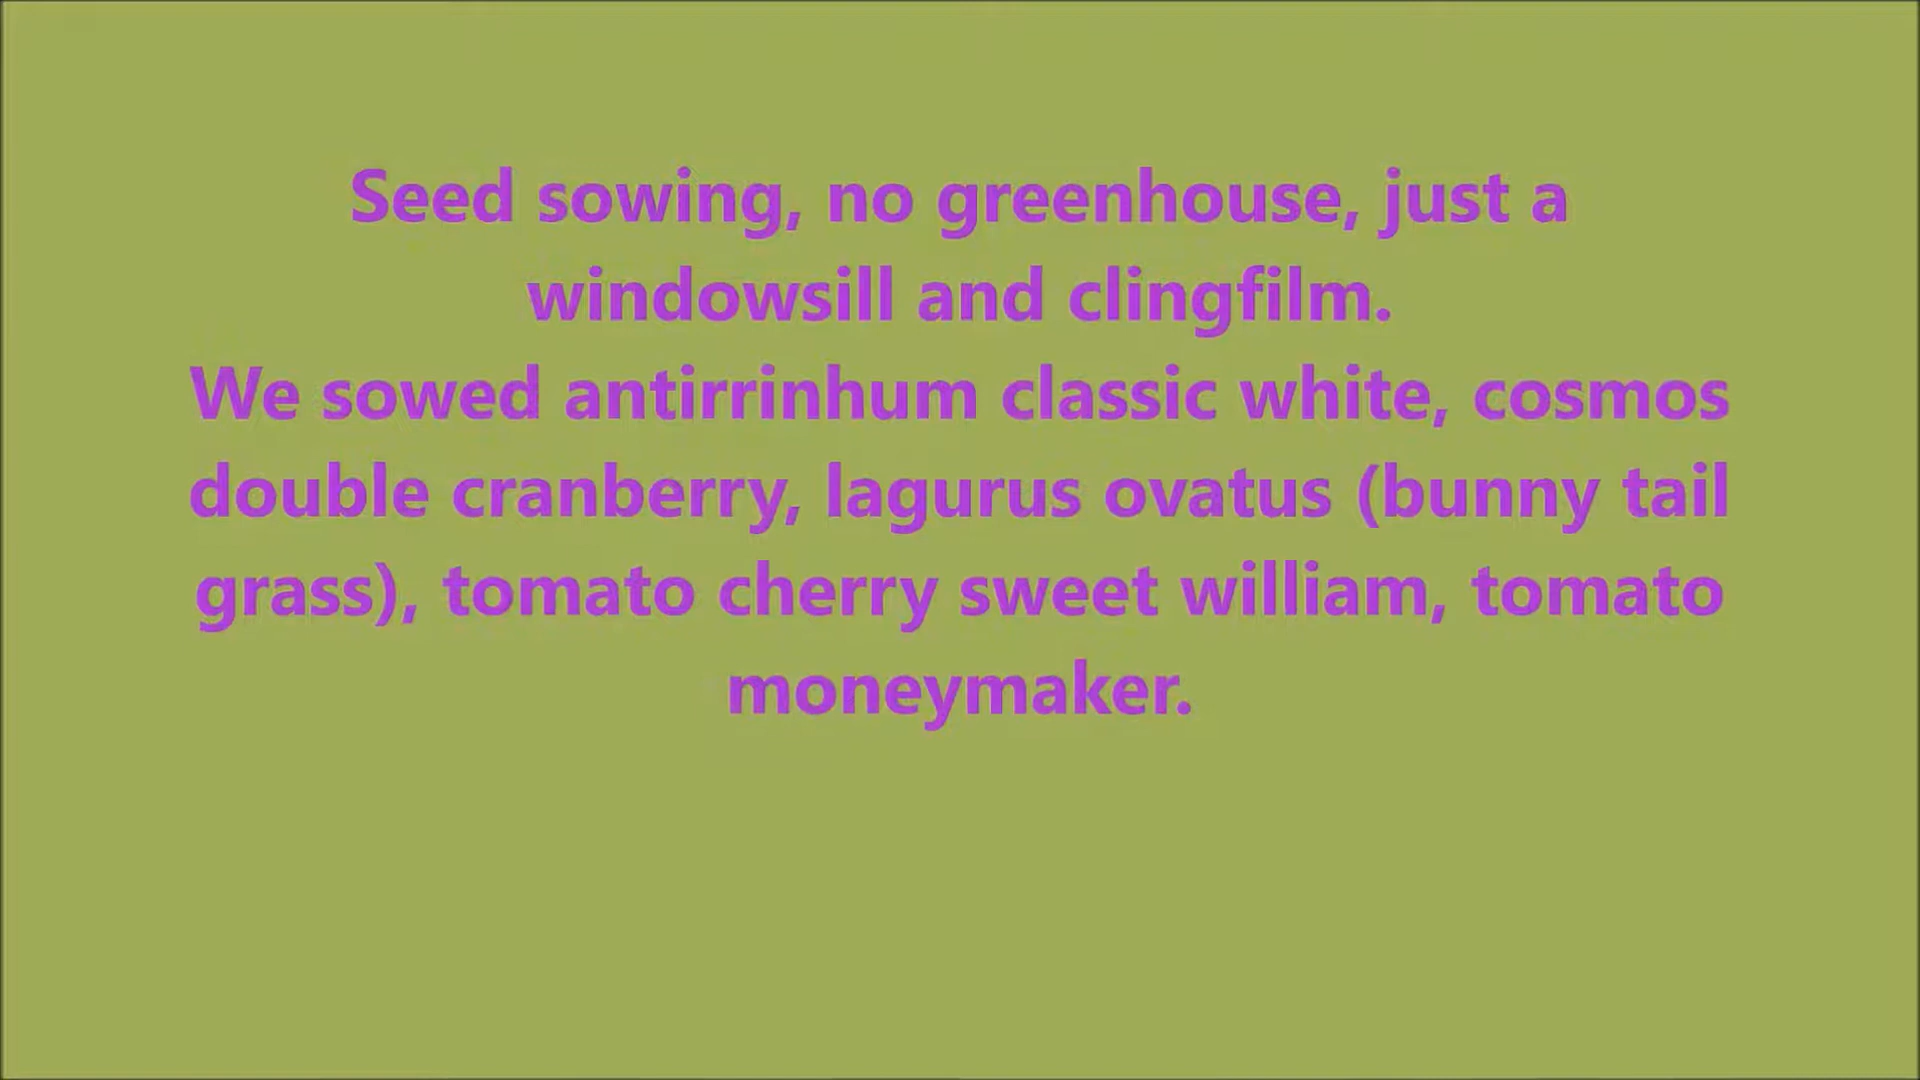 Seed sowing, no greenhouse, just a
windowsill and clingfilm.
We sowed antirrinhum classic white, cosmos
double cranberry, lagurus ovatus (bunny tail
grass), tomato cherry sweet william, tomato
moneymaker.